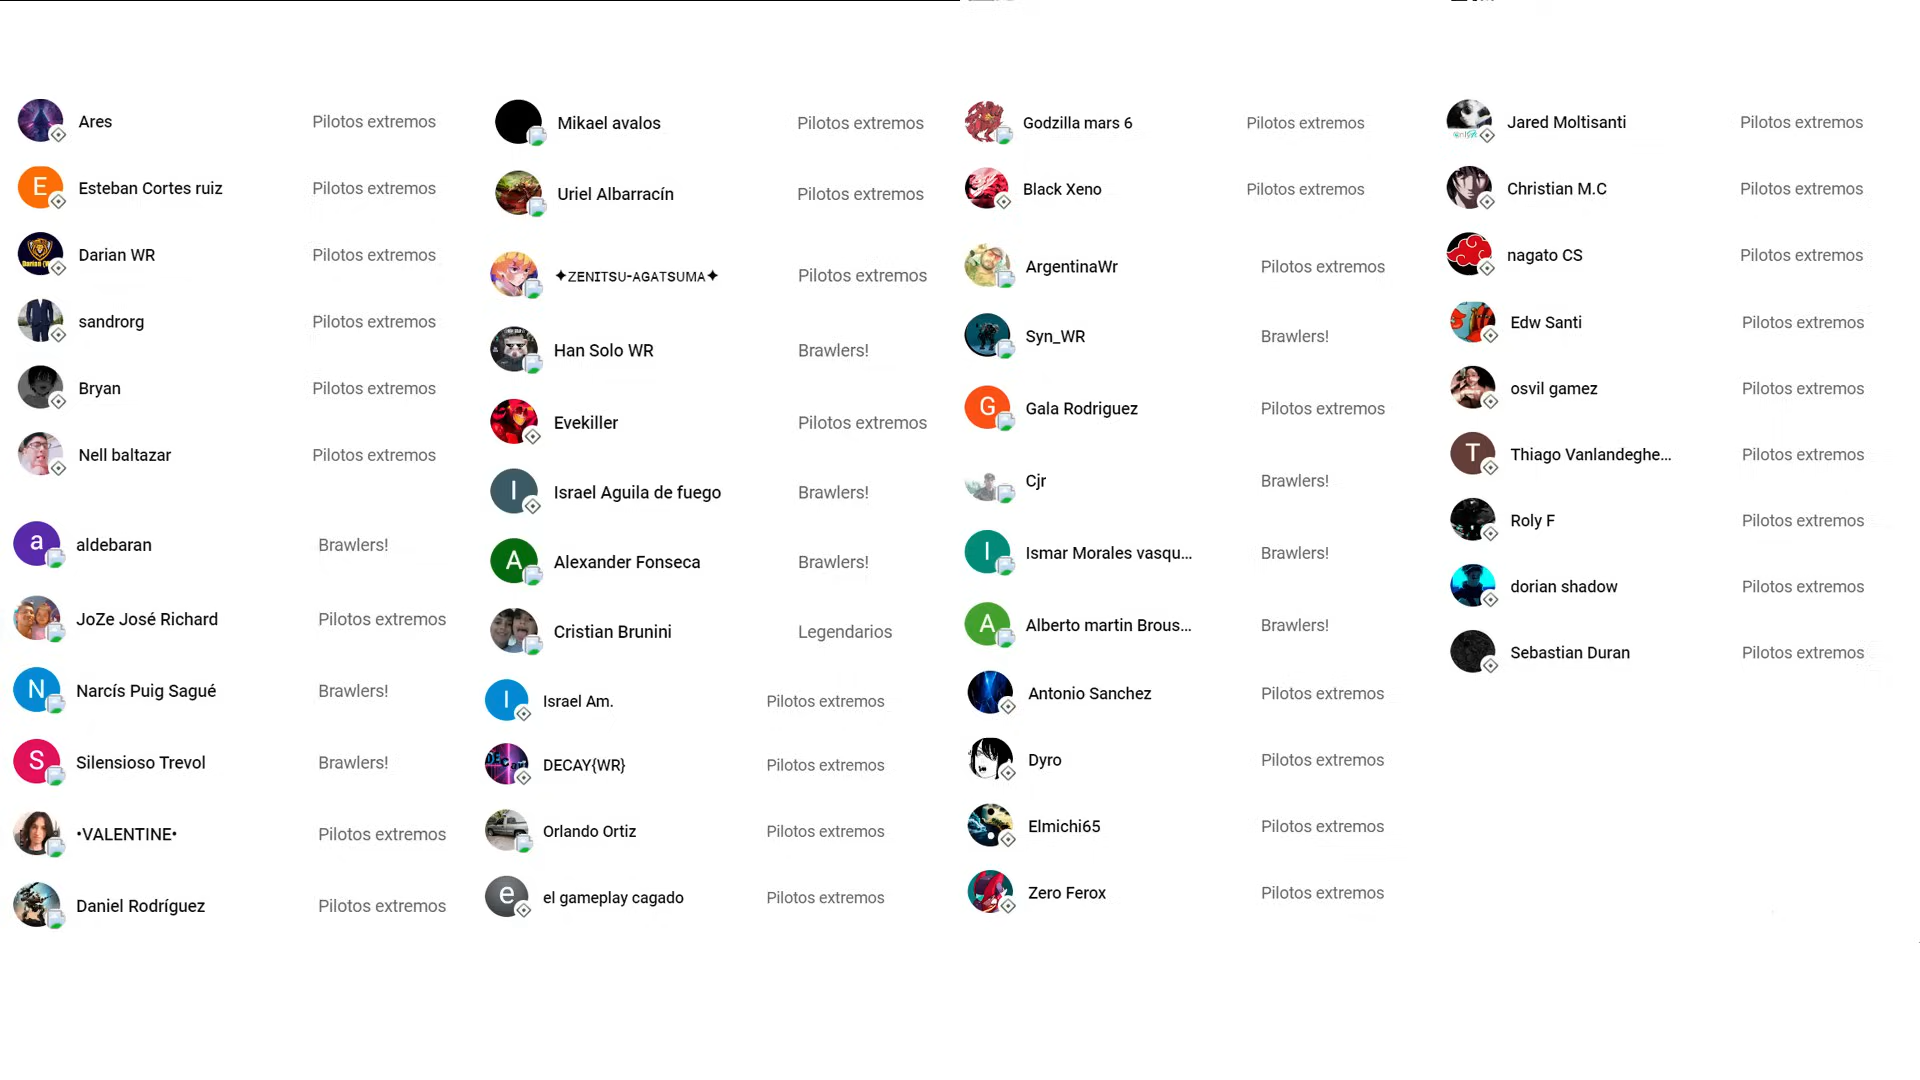 Ares Pilotos extremos
Esteban Cortes ruiz Pilotos extremos
Darian WR Pilotos extremos
sandrorg Pilotos extremos
Bryan Pilotos extremos
Nell baltazar Pilotos extremos
aldebaran Brawlers!
JoZe José Richard Pilotos extremos
Narcís Puig Sagué Brawlers!
Silensioso Trevol Brawlers!
•VALENTINE• Pilotos extremos
Daniel Rodríguez Pilotos extremos
Mikael avalos Pilotos extremos
Uriel Albarracín Pilotos extremos
✦ZENITSU-AGATSUMA✦ Pilotos extremos
Han Solo WR Brawlers!
Evekiller Pilotos extremos
Israel Aguila de fuego Brawlers!
Alexander Fonseca Brawlers!
Cristian Brunini Legendarios
Israel Am. Pilotos extremos
DECAY{WR} Pilotos extremos
Orlando Ortiz Pilotos extremos
el gameplay cagado Pilotos extremos
Godzilla mars 6 Pilotos extremos
Black Xeno Pilotos extremos
ArgentinaWr Pilotos extremos
Syn_WR Brawlers!
Gala Rodriguez Pilotos extremos
Cjr Brawlers!
Ismar Morales vasqu... Brawlers!
Alberto martin Brous... Brawlers!
Antonio Sanchez Pilotos extremos
Dyro Pilotos extremos
Elmichi65 Pilotos extremos
Zero Ferox Pilotos extremos
Jared Moltisanti Pilotos extremos
Christian M.C Pilotos extremos
nagato CS Pilotos extremos
Edw Santi Pilotos extremos
osvil gamez Pilotos extremos
Thiago Vanlandeghe... Pilotos extremos
Roly F Pilotos extremos
dorian shadow Pilotos extremos
Sebastian Duran Pilotos extremos